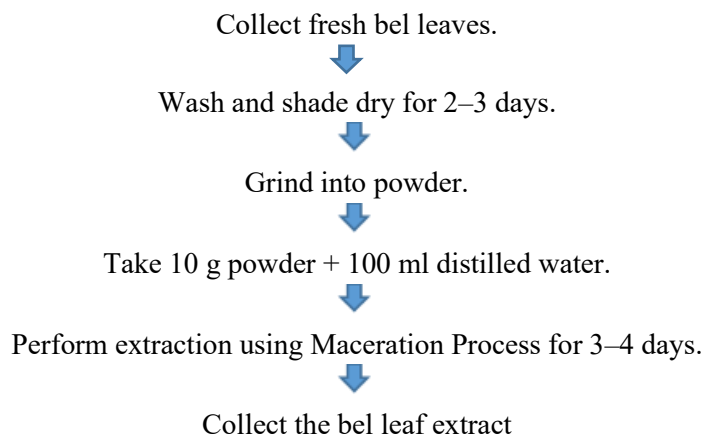 Collect fresh bel leaves.
Wash and shade dry for 2–3 days.
Grind into powder.
Take 10 g powder + 100 ml distilled water.
Perform extraction using Maceration Process for 3–4 days.
Collect the bel leaf extract